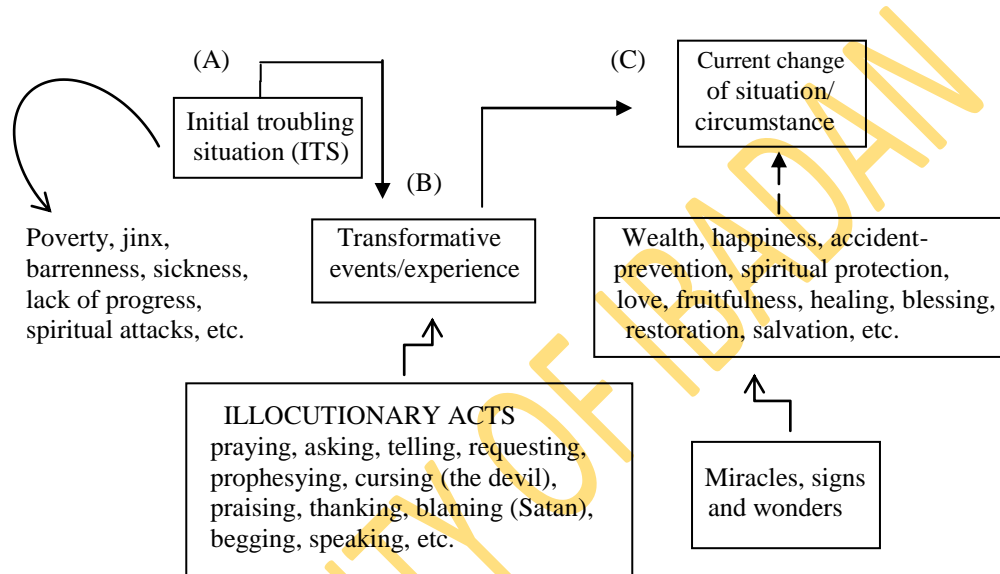 (A)
Initial troubling
situation (ITS)
(C)
Current change
of situation/
circumstance
(B)
Poverty, jinx,
barrenness, sickness,
lack of progress,
spiritual attacks, etc.
Transformative
events/experience
Wealth, happiness, accident-
prevention, spiritual protection,
love, fruitfulness, healing, blessing,
restoration, salvation, etc.
ILLOCUTIONARY ACTS
praying, asking, telling, requesting,
prophesying, cursing (the devil),
praising, thanking, blaming (Satan),
begging, speaking, etc.
Miracles, signs
and wonders
OF IBADAN